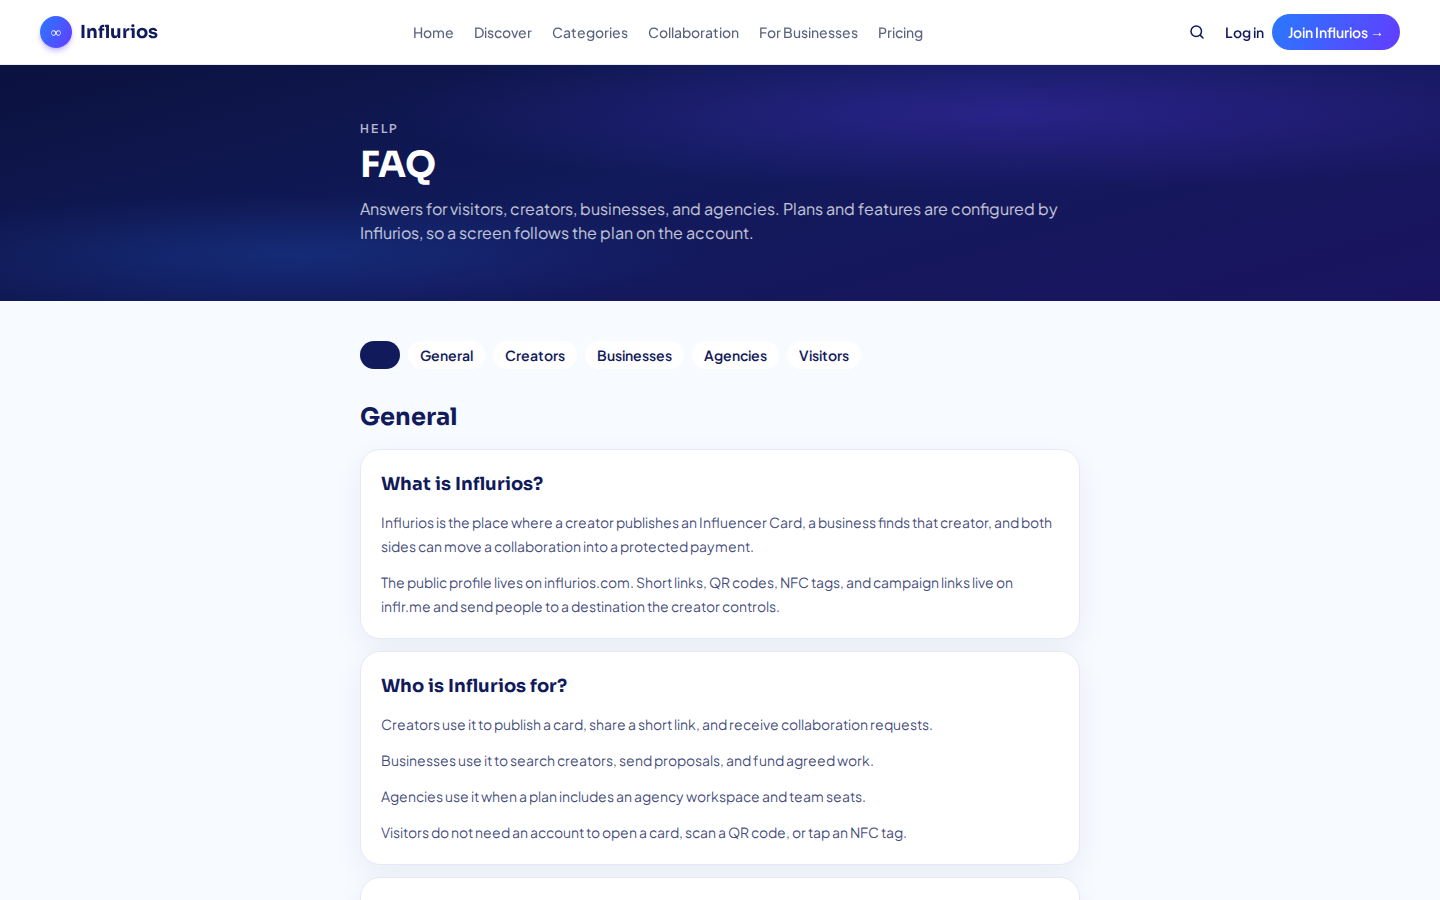 ∞ Influrios
Home Discover Categories Collaboration For Businesses Pricing
Log in Join Influrios →
HELP
FAQ
Answers for visitors, creators, businesses, and agencies. Plans and features are configured by
Influrios, so a screen follows the plan on the account.
General Creators Businesses Agencies Visitors
General
What is Influrios?
Influrios is the place where a creator publishes an Influencer Card, a business finds that creator, and both
sides can move a collaboration into a protected payment.
The public profile lives on influrios.com. Short links, QR codes, NFC tags, and campaign links live on
inflr.me and send people to a destination the creator controls.
Who is Influrios for?
Creators use it to publish a card, share a short link, and receive collaboration requests.
Businesses use it to search creators, send proposals, and fund agreed work.
Agencies use it when a plan includes an agency workspace and team seats.
Visitors do not need an account to open a card, scan a QR code, or tap an NFC tag.